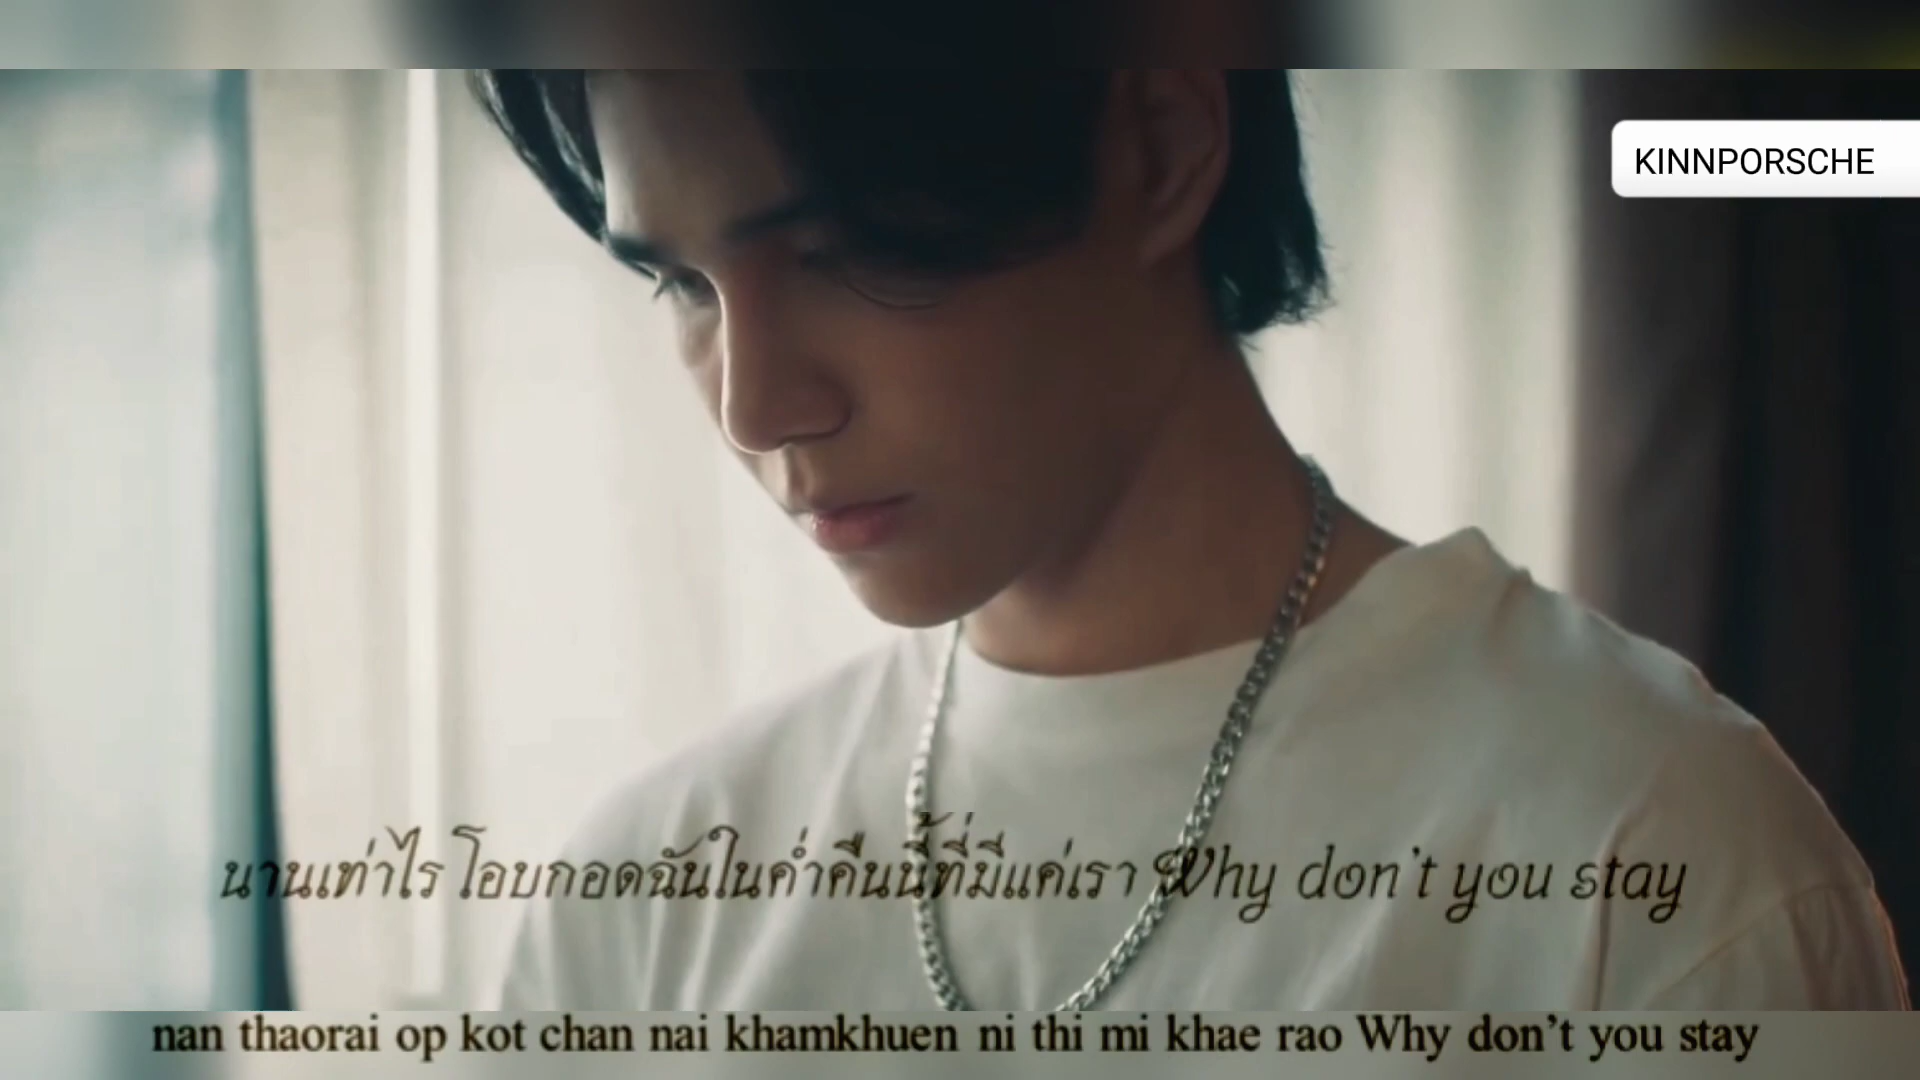 KINNPORSCHE
นานเท่าไร โอบกอดฉันในค่ำคืนนี้ที่มีแค่เรา Why don't you stay
nan thaorai op kot chan nai khamkhuen ni thi mi khae rao Why don't you stay